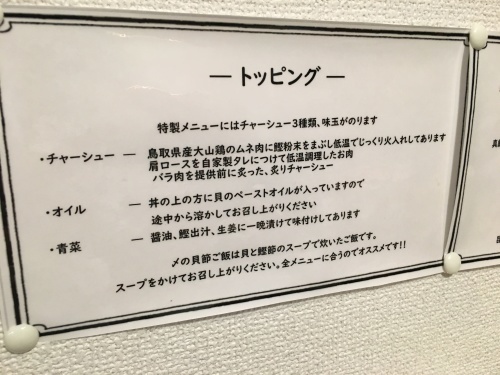 ― トッピング ―
特製メニューにはチャーシュー3種類、味玉がのります
・チャーシュー ― 鳥取県産大山鶏のムネ肉に鰹粉末をまぶし低温でじっくり火入れしてあります
肩ロースを自家製タレにつけて低温調理したお肉
バラ肉を提供前に炙った、炙りチャーシュー
・オイル ― 丼の上の方に貝のペーストオイルが入っていますので
途中から溶かしてお召し上がりください
・青菜 ― 醤油、鰹出汁、生姜に一晩漬けて味付けしてあります
〆の貝節ご飯は貝と鰹節のスープで炊いたご飯です。
スープをかけてお召し上がりください。全メニューに合うのでオススメです!!